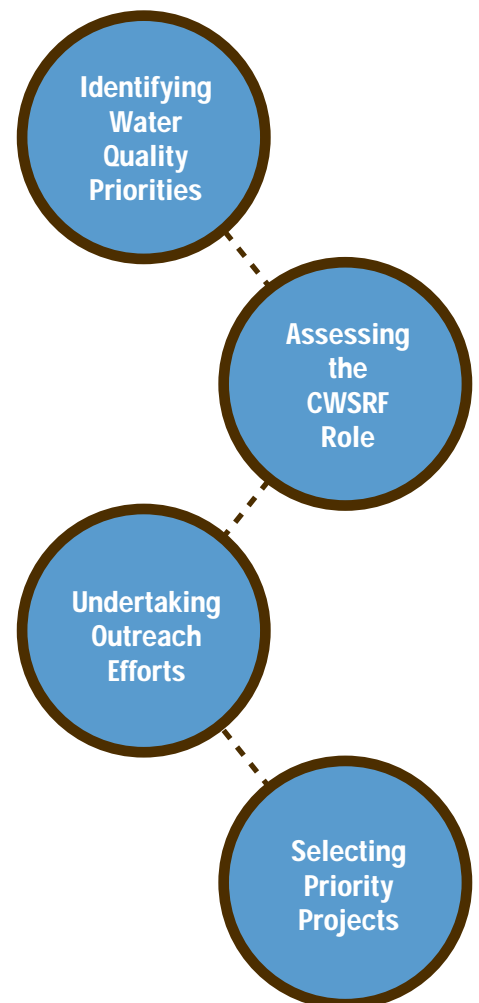 Identifying
Water
Quality
Priorities
Assessing
the
CWSRF
Role
Undertaking
Outreach
Efforts
Selecting
Priority
Projects